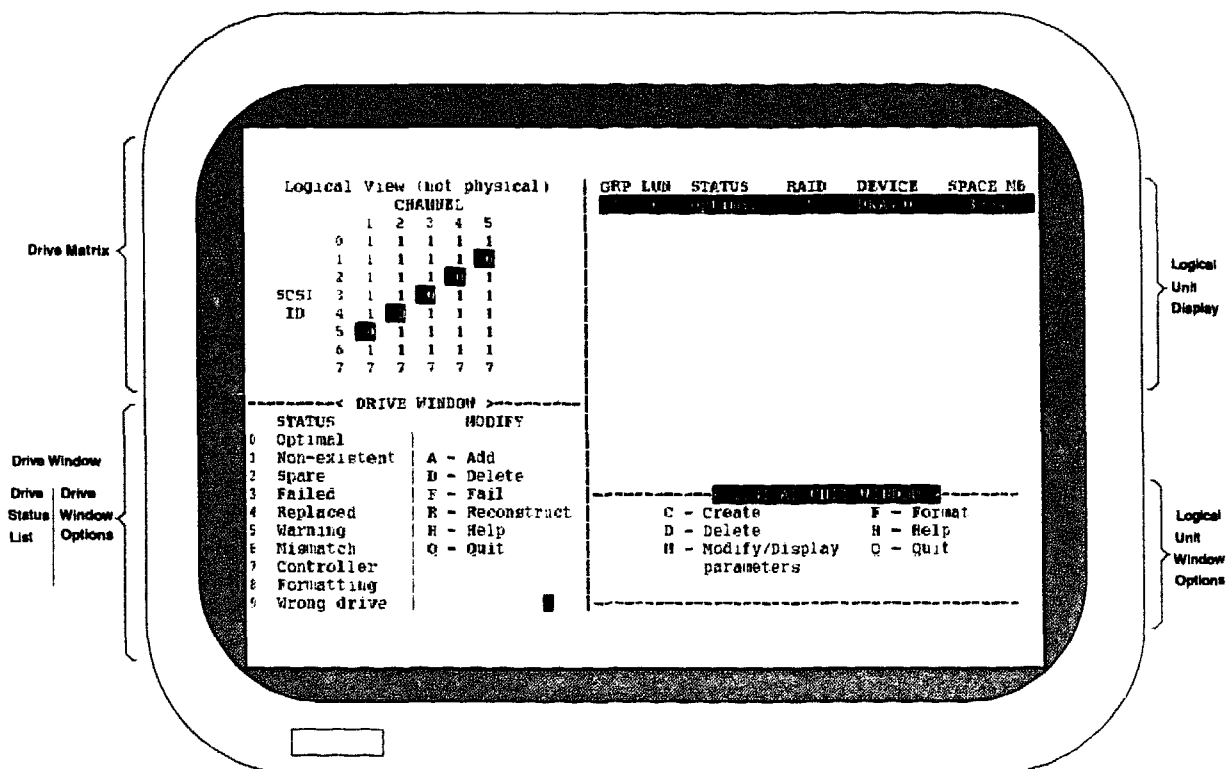 Logical View (not physical)
CHANNEL
1 2 3 4 5
0 1 1 1 1 1
1 1 1 1 1
2 1 1 1 1
SCSI 3 1 1 1 1
ID 4 1 1 1 1
5 1 1 1 1
6 1 1 1 1 1
7 7 7 7 7 7
< DRIVE WINDOW >
STATUS MODIFY
0 Optimal
1 Non-existent A - Add
2 Spare D - Delete
3 Failed F - Fail
4 Replaced R - Reconstruct
5 Warning H - Help
6 Mismatch Q - Quit
7 Controller
8 Formatting
9 Wrong drive
GRP LUN STATUS RAID DEVICE SPACE MB
C - Create F - Format
D - Delete H - Help
M - Modify/Display Q - Quit
parameters
Drive Matrix
Drive Window
Drive Status List
Drive Window Options
Logical
Unit
Display
Logical
Unit
Window
Options